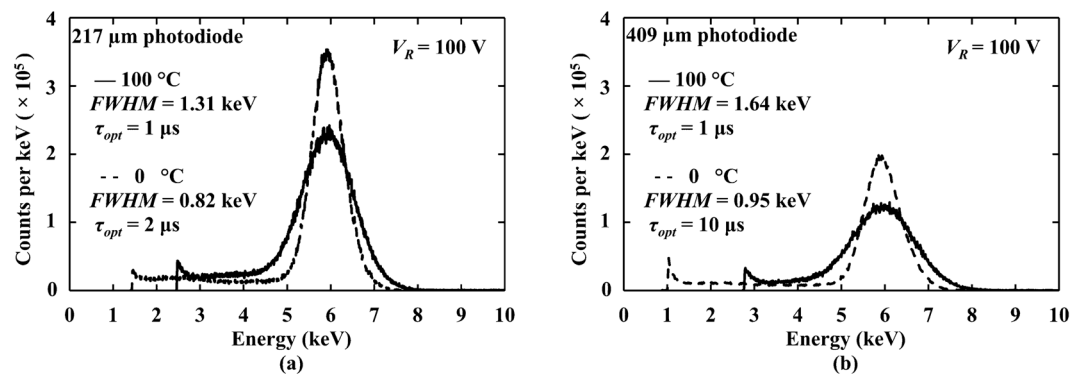 217 μm photodiode
V_R = 100 V
— 100 °C
FWHM = 1.31 keV
τ_opt = 1 μs
-- 0 °C
FWHM = 0.82 keV
τ_opt = 2 μs
Counts per keV ( × 10⁵)
4
3
2
1
0
0 1 2 3 4 5 6 7 8 9 10
Energy (keV)
(a)
409 μm photodiode
V_R = 100 V
— 100 °C
FWHM = 1.64 keV
τ_opt = 1 μs
-- 0 °C
FWHM = 0.95 keV
τ_opt = 10 μs
Counts per keV ( × 10⁵)
4
3
2
1
0
0 1 2 3 4 5 6 7 8 9 10
Energy (keV)
(b)